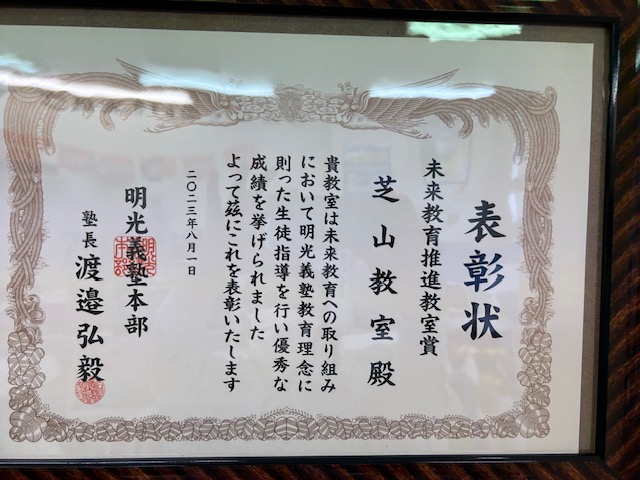 表彰状
未来教育推進教室賞
芝山教室殿
貴教室は未来教育への取り組み
において明光義塾教育理念に
則った生徒指導を行い優秀な
成績を挙げられました
よって茲にこれを表彰いたします
二〇二三年八月一日
明光義塾本部
塾長 渡邉弘毅